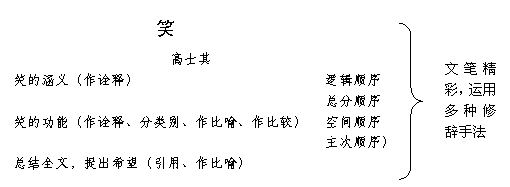 笑
高士其
笑的涵义（作诠释） 逻辑顺序
总分顺序
笑的功能（作诠释、分类别、作比喻、作比较） 空间顺序
主次顺序）
总结全文，提出希望（引用、作比喻）
文笔精
彩，运用
多种修
辞手法